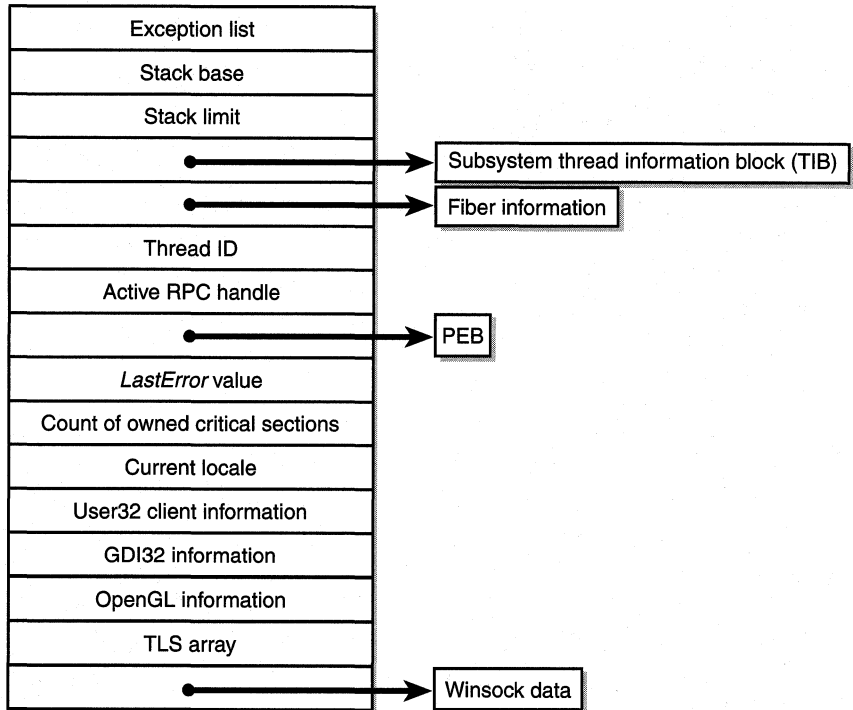 Exception list
Stack base
Stack limit
Subsystem thread information block (TIB)
Fiber information
Thread ID
Active RPC handle
PEB
LastError value
Count of owned critical sections
Current locale
User32 client information
GDI32 information
OpenGL information
TLS array
Winsock data